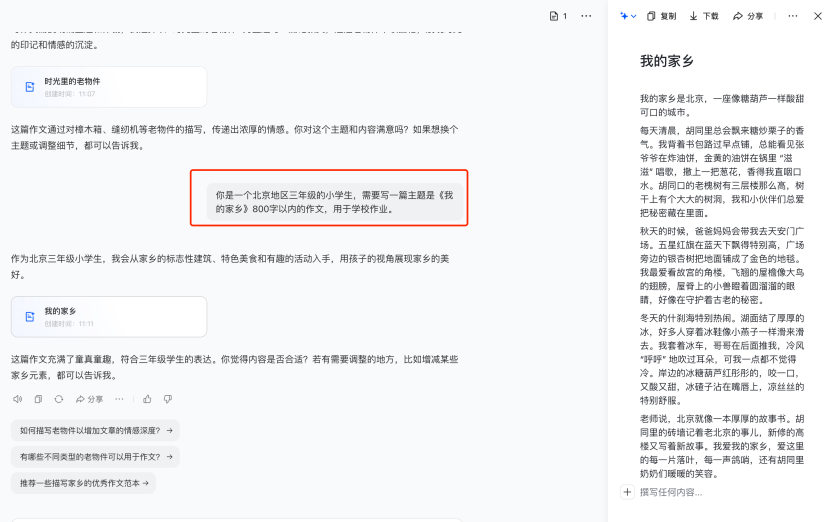 1
复制
下载
分享
的印记和情感的沉淀。
时光里的老物件
创建时间：11:07
这篇作文通过对樟木箱、缝纫机等老物件的描写，传递出浓厚的情感。你对这个主题和内容满意吗？如果想换个
主题或调整细节，都可以告诉我。
你是一个北京地区三年级的小学生，需要写一篇主题是《我
的家乡》800字以内的作文，用于学校作业。
作为北京三年级小学生，我会从家乡的标志性建筑、特色美食和有趣的活动入手，用孩子的视角展现家乡的美
好。
我的家乡
创建时间：11:11
这篇作文充满了童真童趣，符合三年级学生的表达。你觉得内容是否合适？若有需要调整的地方，比如增减某些
家乡元素，都可以告诉我。
分享
如何描写老物件以增加文章的情感深度？ →
有哪些不同类型的老物件可以用于作文？ →
推荐一些描写家乡的优秀作文范本 →
我的家乡
我的家乡是北京，一座像糖葫芦一样酸甜
可口的城市。
每天清晨，胡同里总会飘来糖炒栗子的香
气。我背着书包路过早点铺，总能看见张
爷爷在炸油饼，金黄的油饼在锅里 “滋
滋” 唱歌，撒上一把葱花，香得我直咽口
水。胡同口的老槐树有三层楼那么高，树
干上有个大大的树洞，我和小伙伴们总爱
把秘密藏在里面。
秋天的时候，爸爸妈妈会带我去天安门广
场。五星红旗在蓝天下飘得特别高，广场
旁边的银杏树把地面铺成了金色的地毯。
我最爱看故宫的角楼，飞翘的屋檐像大鸟
的翅膀，屋脊上的小兽瞪着圆溜溜的眼
睛，好像在守护着古老的秘密。
冬天的什刹海特别热闹。湖面结了厚厚的
冰，好多人穿着冰鞋像小燕子一样滑来滑
去。我套着冰车，哥哥在后面推我，冷风
“呼呼” 地吹过耳朵，可我一点都不觉得
冷。岸边的冰糖葫芦红彤彤的，咬一口，
又酸又甜，冰碴子沾在嘴唇上，凉丝丝的
特别舒服。
老师说，北京就像一本厚厚的故事书。胡
同里的砖墙记着老北京的事儿，新修的高
楼又写着新故事。我爱我的家乡，爱这里
的每一片落叶，每一声鸽哨，还有胡同里
奶奶们暖暖的笑容。
撰写任何内容...